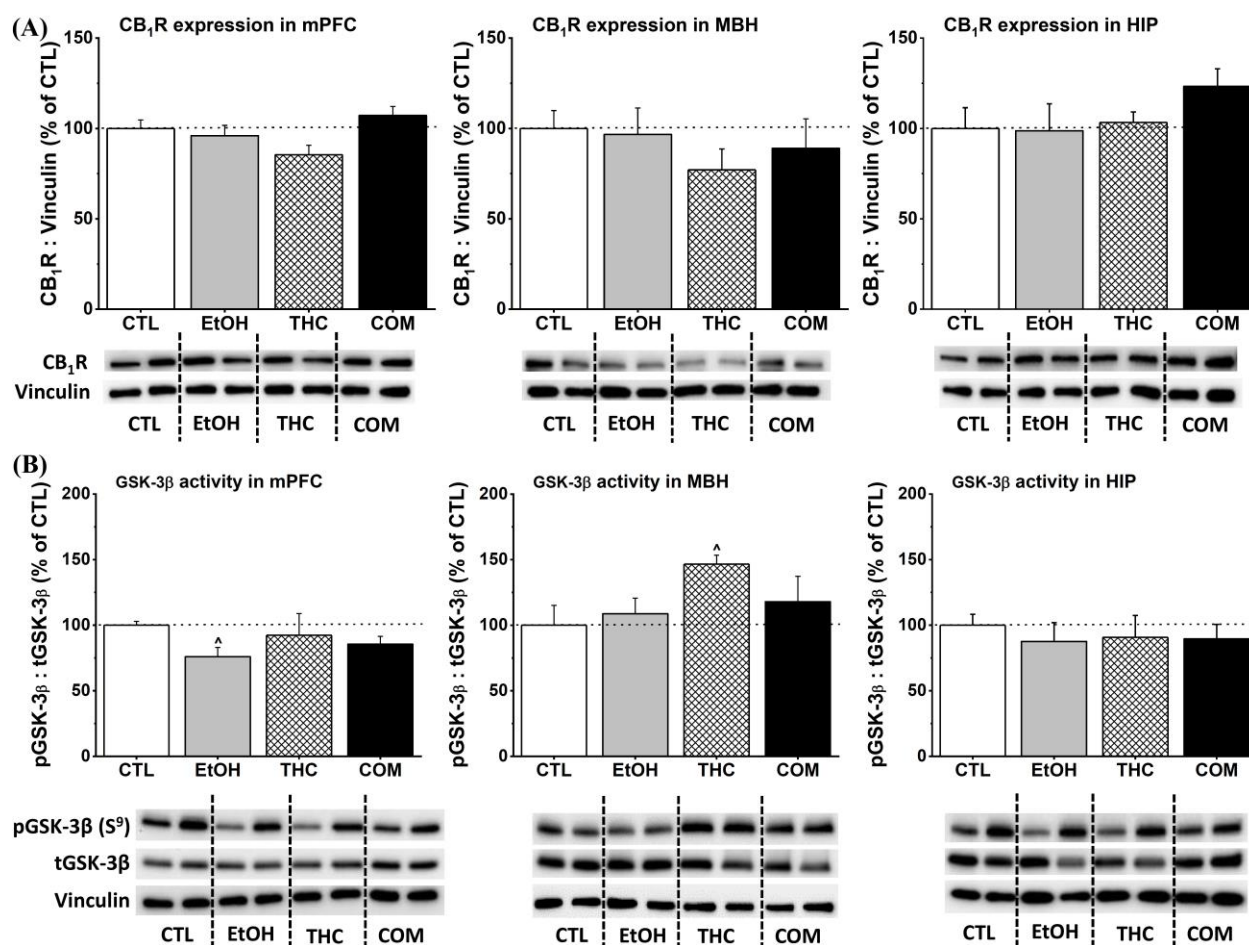 (A)
CB₁R expression in mPFC
CB₁R : Vinculin (% of CTL)
150
100
50
0
CTL EtOH THC COM
CB₁R expression in MBH
CB₁R : Vinculin (% of CTL)
150
100
50
0
CTL EtOH THC COM
CB₁R expression in HIP
CB₁R : Vinculin (% of CTL)
150
100
50
0
CTL EtOH THC COM
CB₁R
Vinculin
CTL EtOH THC COM
CTL EtOH THC COM
CTL EtOH THC COM
(B)
GSK-3β activity in mPFC
pGSK-3β : tGSK-3β (% of CTL)
200
150
100
50
0
^
CTL EtOH THC COM
GSK-3β activity in MBH
pGSK-3β : tGSK-3β (% of CTL)
200
150
100
50
0
^
CTL EtOH THC COM
GSK-3β activity in HIP
pGSK-3β : tGSK-3β (% of CTL)
200
150
100
50
0
CTL EtOH THC COM
pGSK-3β (S⁹)
tGSK-3β
Vinculin
CTL EtOH THC COM
CTL EtOH THC COM
CTL EtOH THC COM